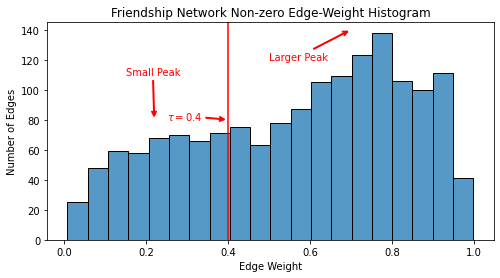 Friendship Network Non-zero Edge-Weight Histogram
140
120
100
80
60
40
20
0
Number of Edges
Small Peak
Larger Peak
τ = 0.4
0.0 0.2 0.4 0.6 0.8 1.0
Edge Weight